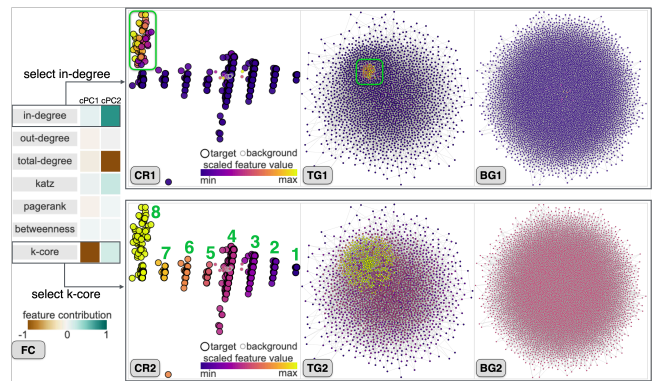 select in-degree
cPC1 cPC2
in-degree
out-degree
total-degree
katz
pagerank
betweenness
k-core
select k-core
feature contribution
-1 0 1
FC
target background
scaled feature value
min max
CR1
TG1
BG1
8
7
6
5
4
3
2
1
target background
scaled feature value
min max
CR2
TG2
BG2